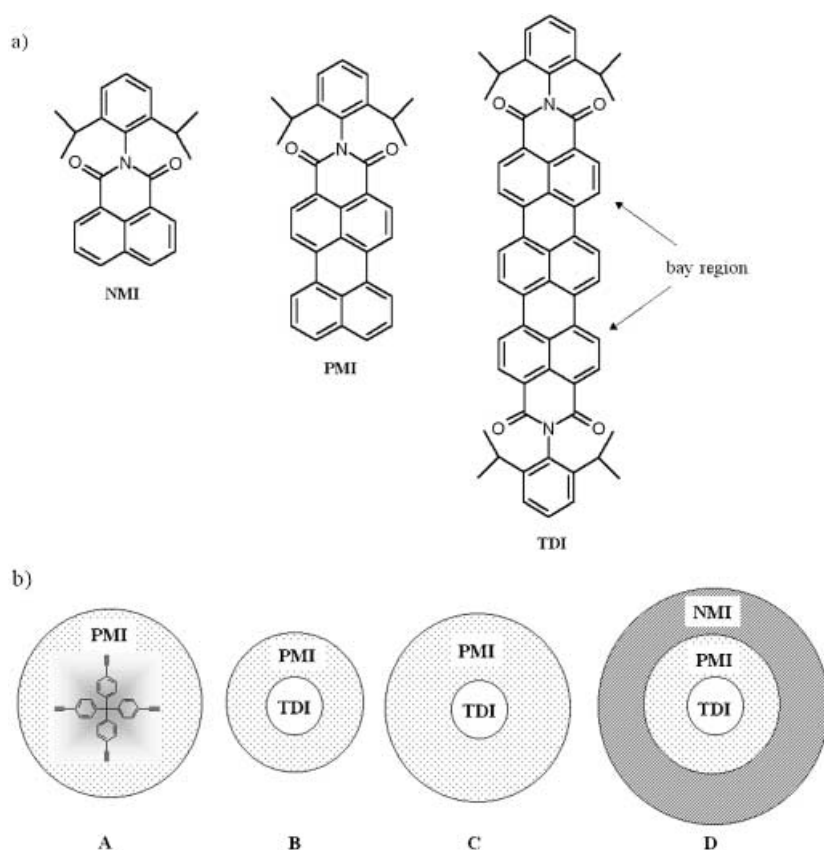 a)
O N O
NMI
O N O
PMI
O N O
bay region
O N O
TDI
b)
PMI
A
PMI
TDI
B
PMI
TDI
C
NMI
PMI
TDI
D